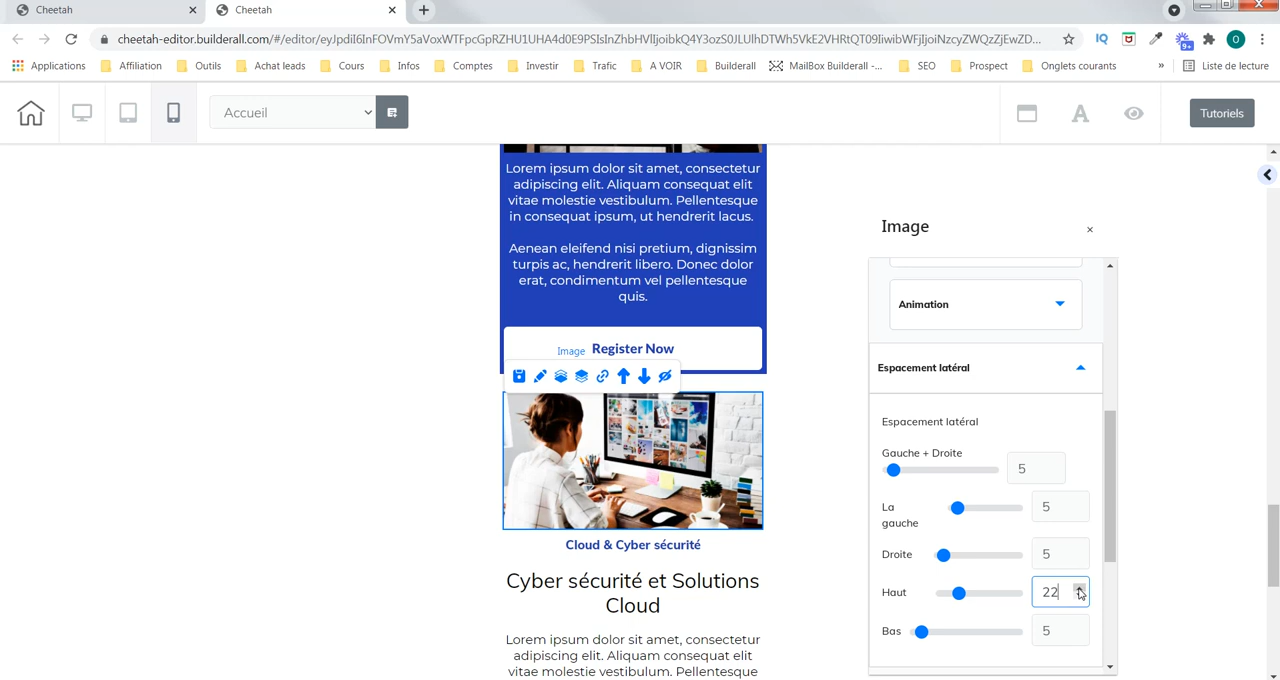 Cheetah
Cheetah
cheetah-editor.builderall.com/#/editor/
Applications
Affiliation
Outils
Achat leads
Cours
Infos
Comptes
Investir
Trafic
A VOIR
Builderall
MailBox Builderall -...
SEO
Prospect
Onglets courants
»
Liste de lecture
IQ
9+
O
Accueil
A
Tutoriels
Lorem ipsum dolor sit amet, consectetur
adipiscing elit. Aliquam consequat elit
vitae molestie vestibulum. Pellentesque
in consequat ipsum, ut hendrerit lacus.
Aenean eleifend nisi pretium, dignissim
turpis ac, hendrerit libero. Donec dolor
erat, condimentum vel pellentesque
quis.
Image
Register Now
Cloud & Cyber sécurité
Cyber sécurité et Solutions
Cloud
Lorem ipsum dolor sit amet, consectetur
adipiscing elit. Aliquam consequat elit
vitae molestie vestibulum. Pellentesque
Image
×
Animation
Espacement latéral
Espacement latéral
Gauche + Droite
5
La
gauche
5
Droite
5
Haut
22
Bas
5